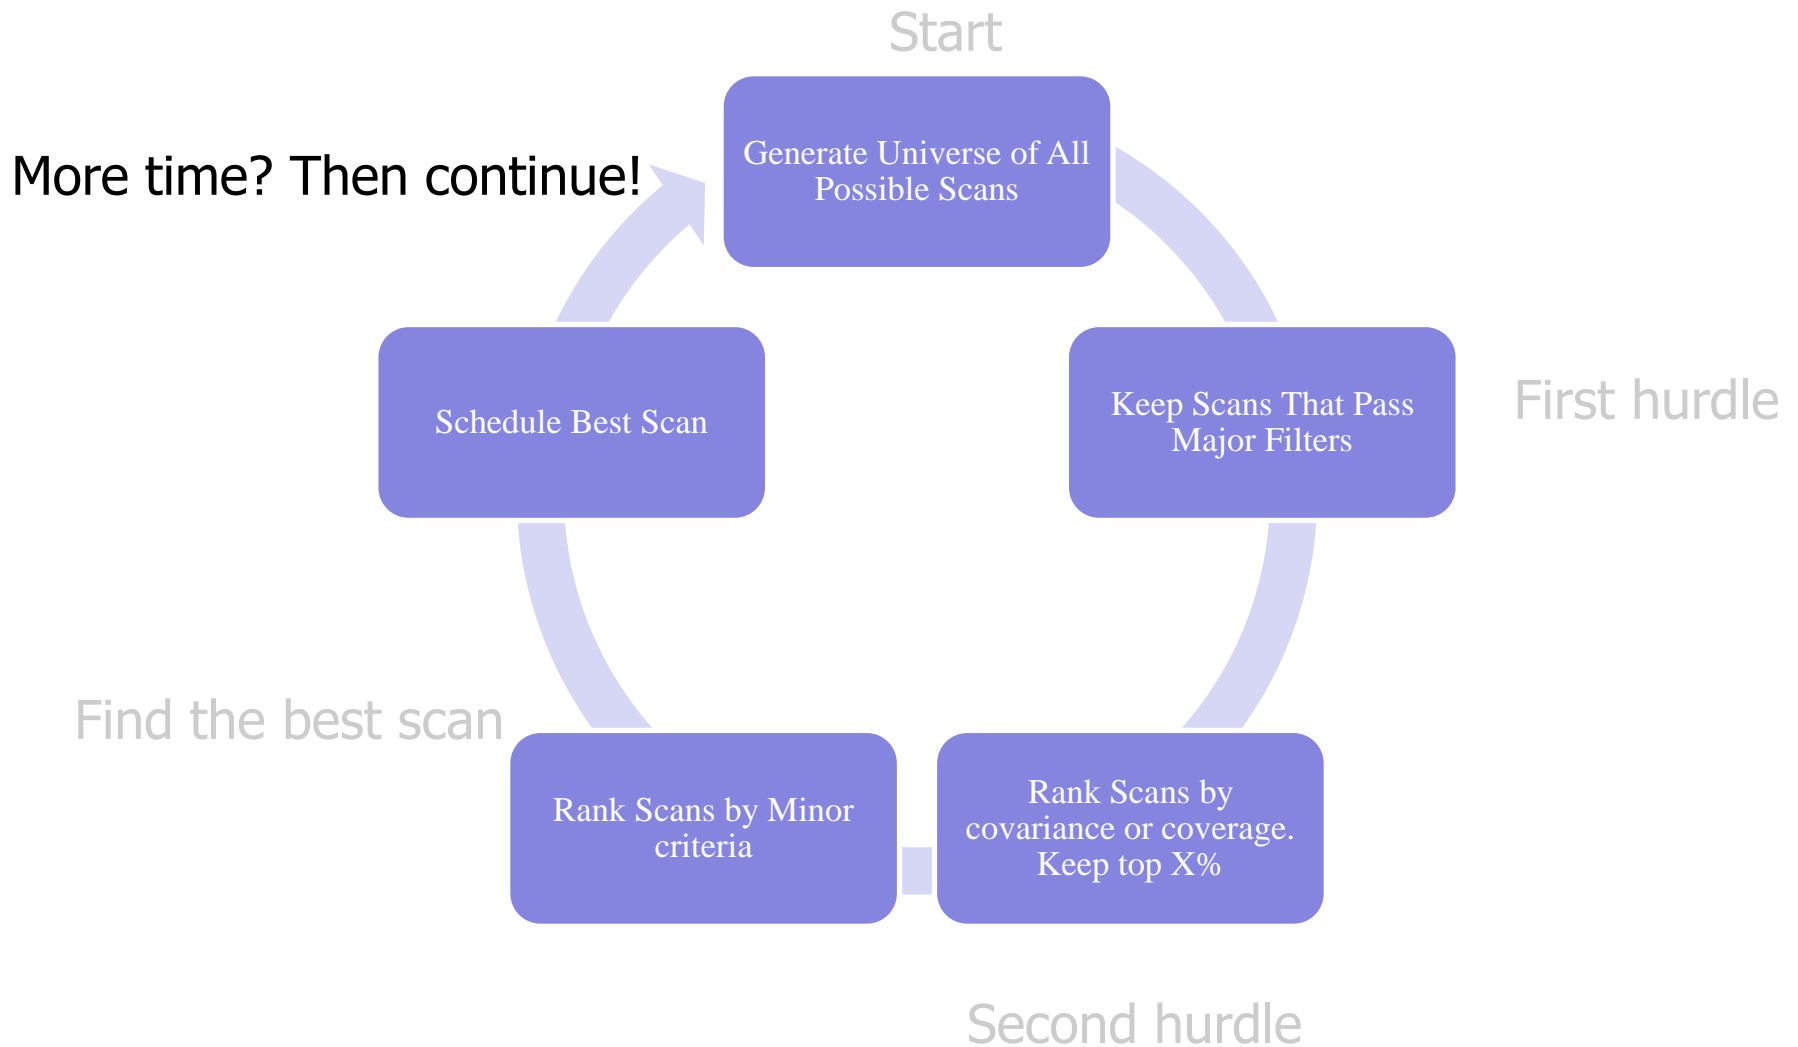 Start
Generate Universe of All
Possible Scans
More time? Then continue!
Keep Scans That Pass
Major Filters
First hurdle
Rank Scans by
covariance or coverage.
Keep top X%
Second hurdle
Rank Scans by Minor
criteria
Find the best scan
Schedule Best Scan